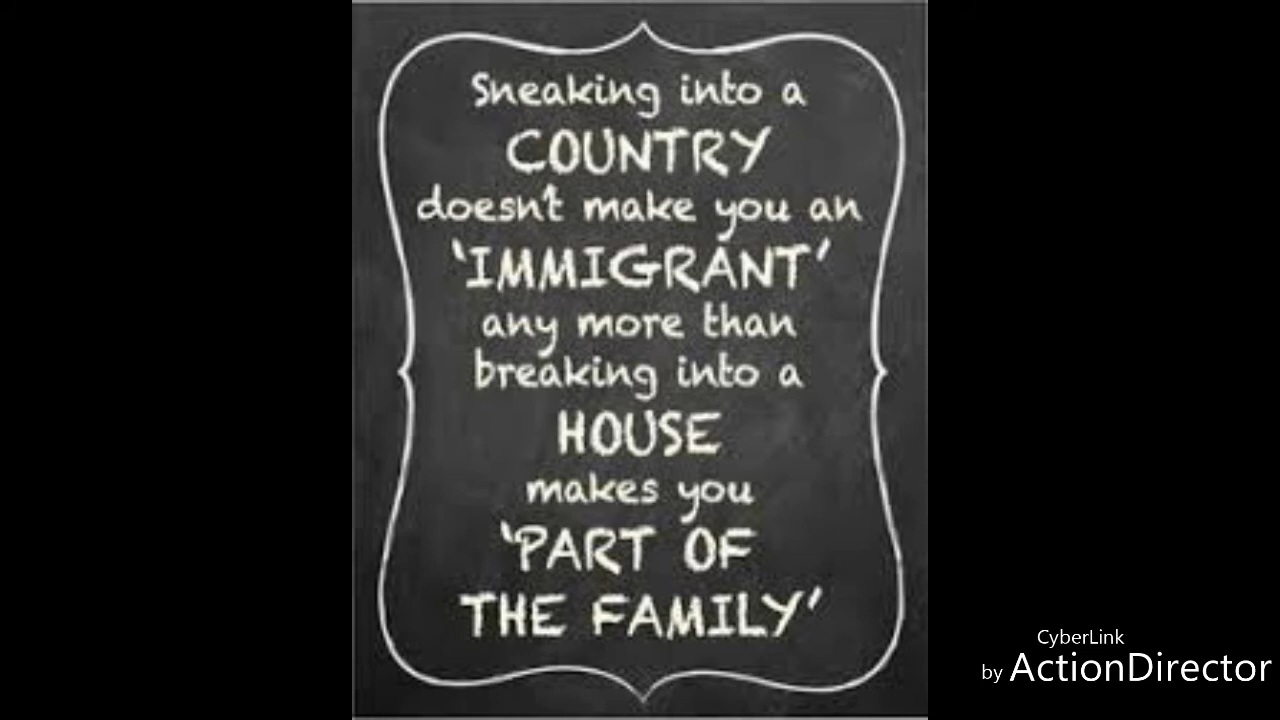 Sneaking into a
COUNTRY
doesn't make you an
'IMMIGRANT'
any more than
breaking into a
HOUSE
makes you
'PART OF
THE FAMILY'
CyberLink
by ActionDirector